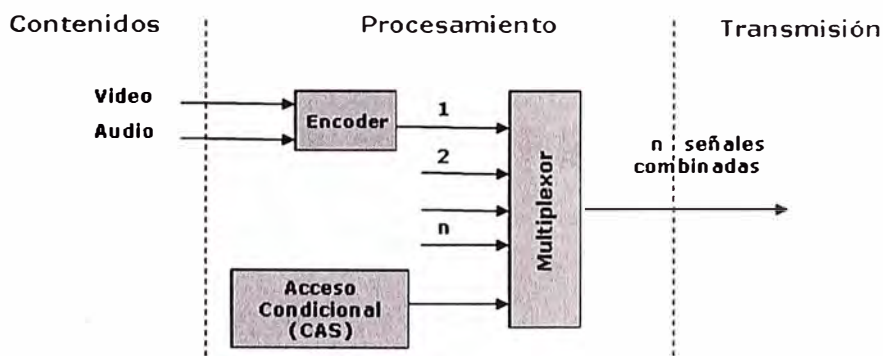 Contenidos
Procesamiento
Transmisión
Video
Audio
Encoder
1
2
n
Acceso
Condicional
(CAS)
Multiplexor
n señales
combinadas